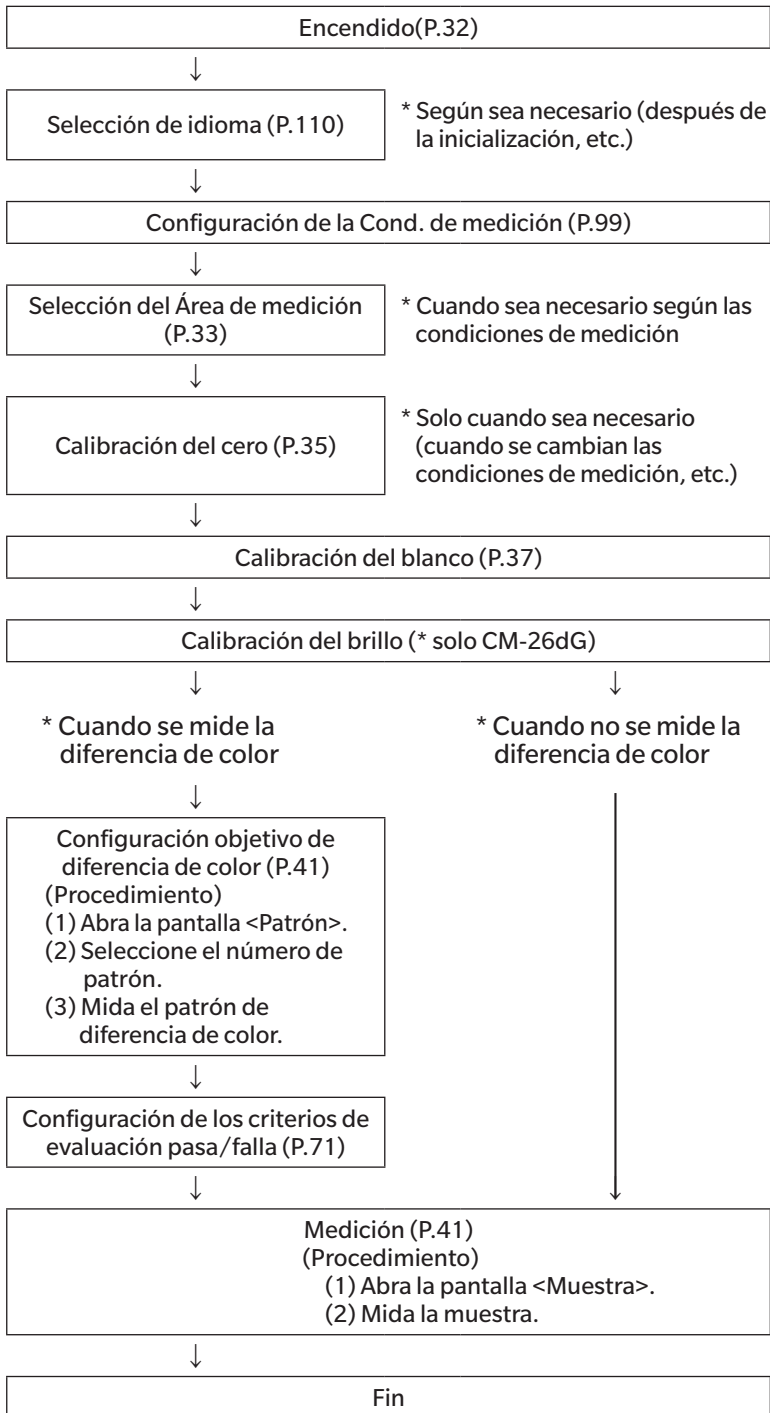 Encendido(P.32)
↓
Selección de idioma (P.110)
* Según sea necesario (después de
la inicialización, etc.)
↓
Configuración de la Cond. de medición (P.99)
↓
Selección del Área de medición
(P.33)
* Cuando sea necesario según las
condiciones de medición
↓
Calibración del cero (P.35)
* Solo cuando sea necesario
(cuando se cambian las
condiciones de medición, etc.)
↓
Calibración del blanco (P.37)
↓
Calibración del brillo (* solo CM-26dG)
↓ ↓
* Cuando se mide la
diferencia de color
* Cuando no se mide la
diferencia de color
↓
Configuración objetivo de
diferencia de color (P.41)
(Procedimiento)
(1) Abra la pantalla <Patrón>.
(2) Seleccione el número de
patrón.
(3) Mida el patrón de
diferencia de color.
↓
Configuración de los criterios de
evaluación pasa/falla (P.71)
↓
Medición (P.41)
(Procedimiento)
(1) Abra la pantalla <Muestra>.
(2) Mida la muestra.
↓
Fin